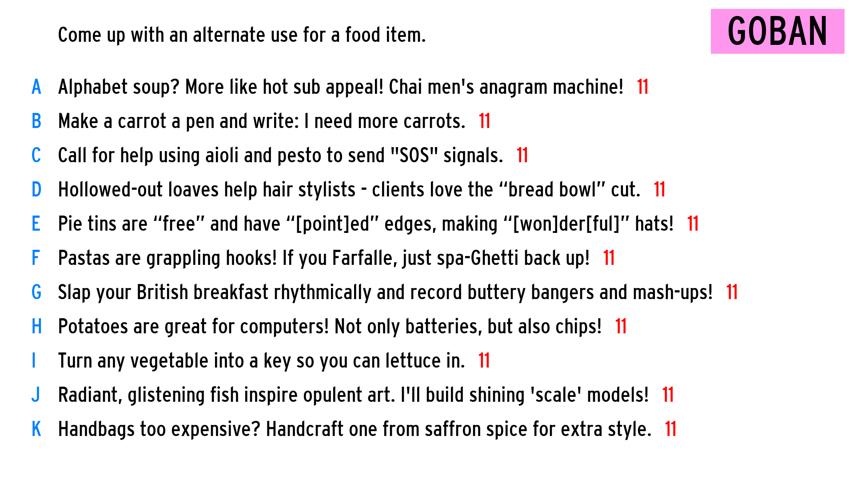 Come up with an alternate use for a food item.
GOBAN
A Alphabet soup? More like hot sub appeal! Chai men's anagram machine! 11
B Make a carrot a pen and write: I need more carrots. 11
C Call for help using aioli and pesto to send "SOS" signals. 11
D Hollowed-out loaves help hair stylists - clients love the “bread bowl” cut. 11
E Pie tins are “free” and have “[point]ed” edges, making “[won]der[ful]” hats! 11
F Pastas are grappling hooks! If you Farfalle, just spa-Ghetti back up! 11
G Slap your British breakfast rhythmically and record buttery bangers and mash-ups! 11
H Potatoes are great for computers! Not only batteries, but also chips! 11
I Turn any vegetable into a key so you can lettuce in. 11
J Radiant, glistening fish inspire opulent art. I'll build shining 'scale' models! 11
K Handbags too expensive? Handcraft one from saffron spice for extra style. 11